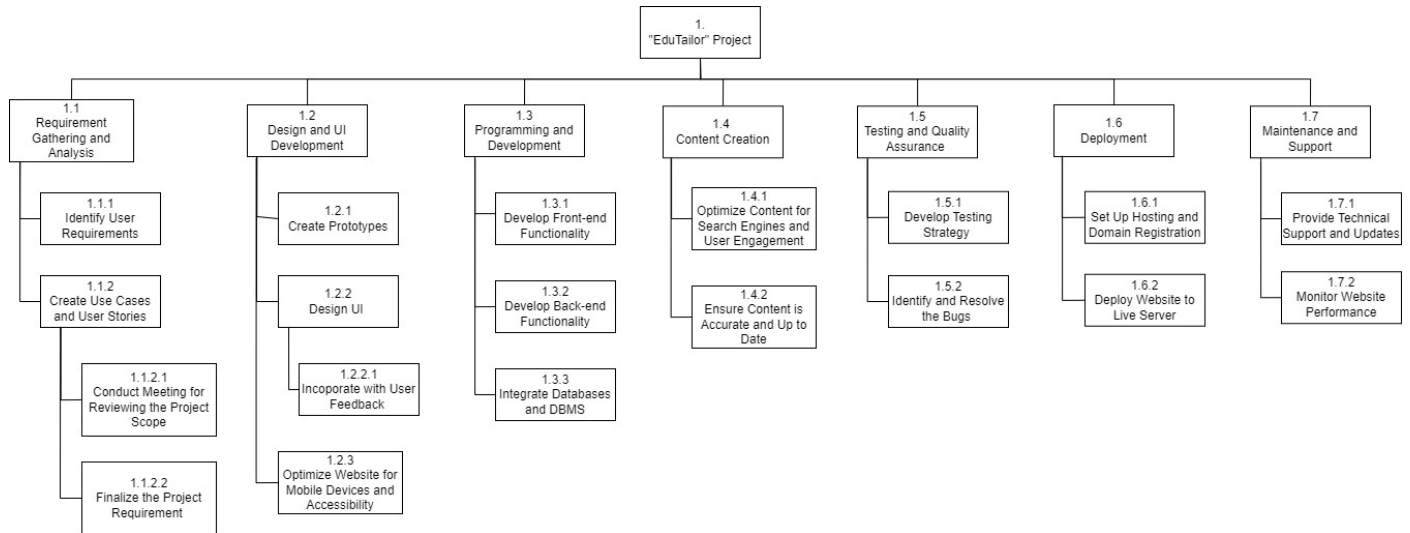 1.
"EduTailor" Project
1.1
Requirement
Gathering and
Analysis
1.1.1
Identify User
Requirements
1.1.2
Create Use Cases
and User Stories
1.1.2.1
Conduct Meeting for
Reviewing the Project
Scope
1.1.2.2
Finalize the Project
Requirement
1.2
Design and UI
Development
1.2.1
Create Prototypes
1.2.2
Design UI
1.2.2.1
Incoporate with User
Feedback
1.2.3
Optimize Website for
Mobile Devices and
Accessibility
1.3
Programming and
Development
1.3.1
Develop Front-end
Functionality
1.3.2
Develop Back-end
Functionality
1.3.3
Integrate Databases
and DBMS
1.4
Content Creation
1.4.1
Optimize Content for
Search Engines and
User Engagement
1.4.2
Ensure Content is
Accurate and Up to
Date
1.5
Testing and Quality
Assurance
1.5.1
Develop Testing
Strategy
1.5.2
Identify and Resolve
the Bugs
1.6
Deployment
1.6.1
Set Up Hosting and
Domain Registration
1.6.2
Deploy Website to
Live Server
1.7
Maintenance and
Support
1.7.1
Provide Technical
Support and Updates
1.7.2
Monitor Website
Performance